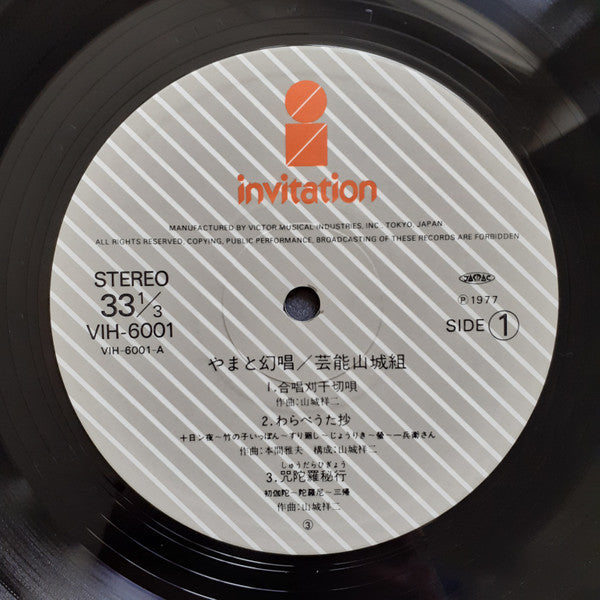 invitation
MANUFACTURED BY VICTOR MUSICAL INDUSTRIES, INC., TOKYO, JAPAN
ALL RIGHTS RESERVED, COPYING, PUBLIC PERFORMANCE, BROADCASTING OF THESE RECORDS ARE FORBIDDEN
STEREO
33 1/3
VIH-6001
VIH-6001-A
JASRAC
Ⓟ 1977
SIDE 1
やまと幻唱/芸能山城組
1.合唱刈干切唄
作曲:山城祥二
2.わらべうた抄
十日ン夜~竹の子いっぽん~ずり廻し~じょうりき~螢~一兵衛さん
作曲:本間雅夫 構成:山城祥二
しゅうだらひぎょう
3.咒陀羅秘行
初伽陀~陀羅尼~三帰
作曲:山城祥二
③